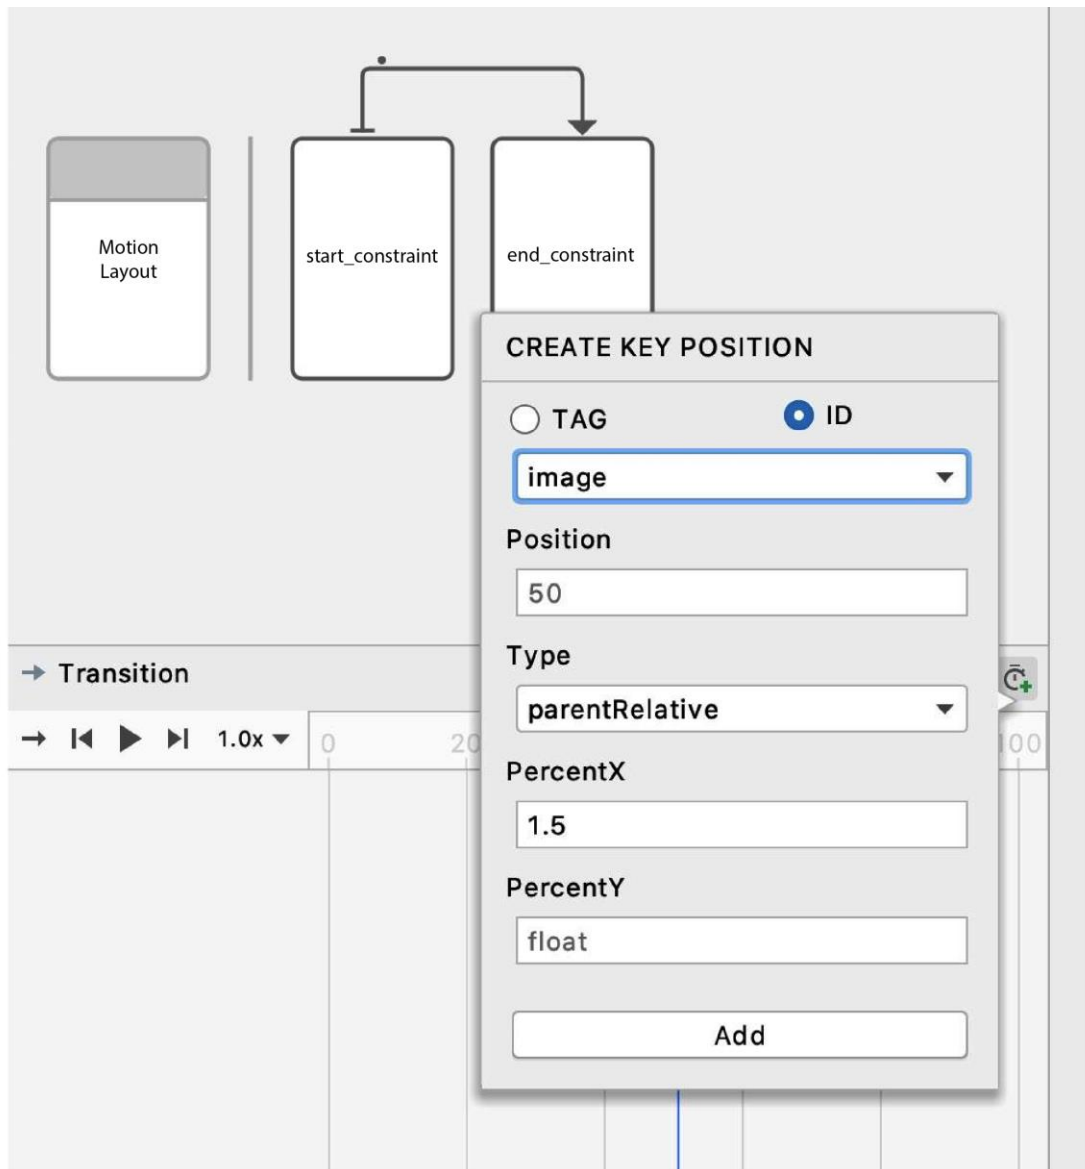 Motion
Layout
start_constraint
end_constraint
CREATE KEY POSITION
TAG
ID
image
Position
50
Type
parentRelative
PercentX
1.5
PercentY
float
Add
Transition
1.0x
0
20
100